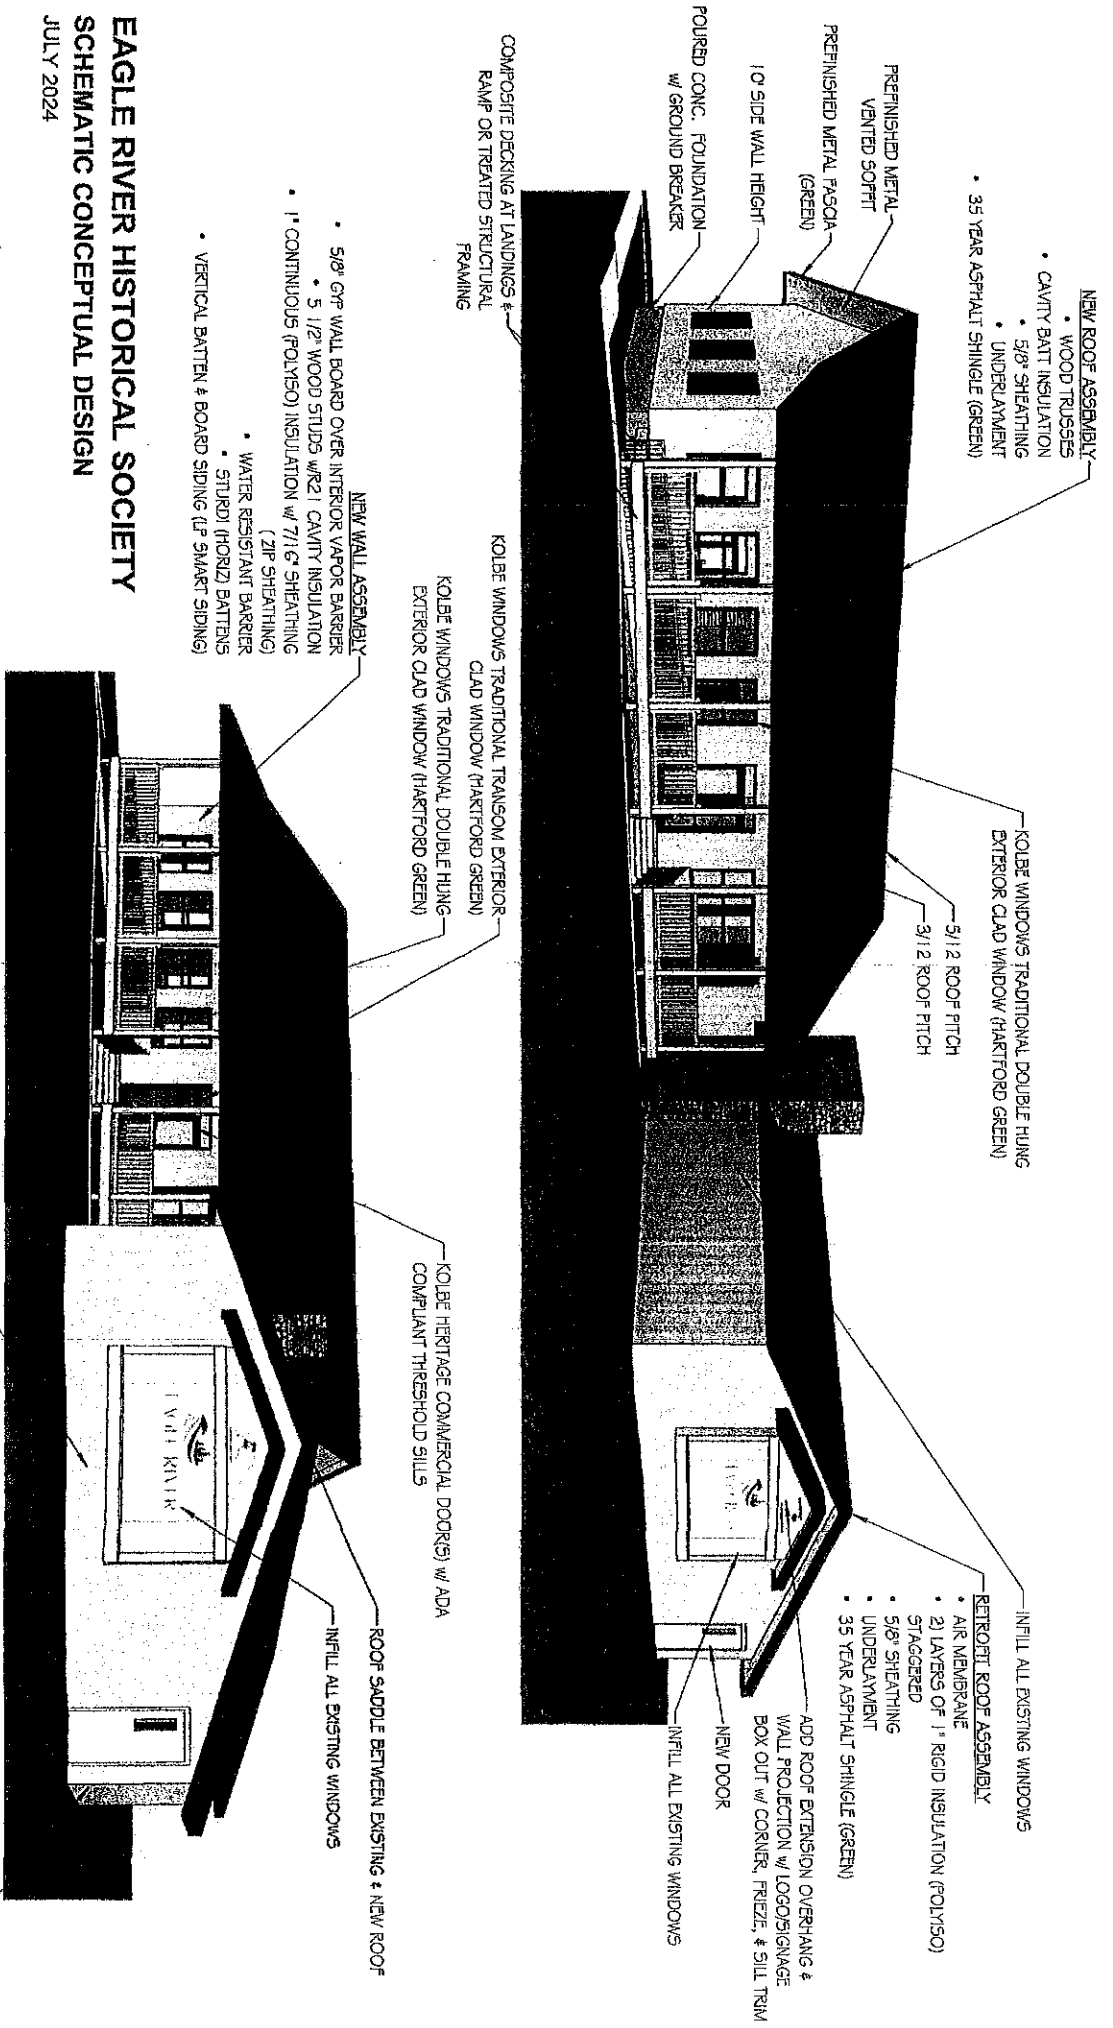 NEW ROOF ASSEMBLY
• WOOD TRUSSES
• CAVITY BATT INSULATION
• 5/8" SHEATHING
• UNDERLAYMENT
• 35 YEAR ASPHALT SHINGLE (GREEN)
PREFINISHED METAL
VENTED SOFFIT
PREFINISHED METAL FASCIA
(GREEN)
10' SIDE WALL HEIGHT
POURED CONC. FOUNDATION
w/ GROUND BREAKER
COMPOSITE DECKING AT LANDINGS &
RAMP OR TREATED STRUCTURAL
FRAMING
KOLBE WINDOWS TRADITIONAL DOUBLE HUNG
EXTERIOR CLAD WINDOW (HARTFORD GREEN)
5/12 ROOF PITCH
3/12 ROOF PITCH
INFILL ALL EXISTING WINDOWS
RETROFIT ROOF ASSEMBLY
• AIR MEMBRANE
• 2) LAYERS OF 1" RIGID INSULATION (POLYISO)
STAGGERED
• 5/8" SHEATHING
• UNDERLAYMENT
• 35 YEAR ASPHALT SHINGLE (GREEN)
ADD ROOF EXTENSION OVERHANG &
WALL PROJECTION w/ LOGO/SIGNAGE
BOX OUT w/ CORNER, FRIEZE, & SILL TRIM
NEW DOOR
INFILL ALL EXISTING WINDOWS
KOLBE WINDOWS TRADITIONAL TRANSOM EXTERIOR
CLAD WINDOW (HARTFORD GREEN)
KOLBE WINDOWS TRADITIONAL DOUBLE HUNG
EXTERIOR CLAD WINDOW (HARTFORD GREEN)
NEW WALL ASSEMBLY
• 5/8" GYP WALL BOARD OVER INTERIOR VAPOR BARRIER
• 5 1/2" WOOD STUDS w/R21 CAVITY INSULATION
• 1" CONTINUOUS (POLYISO) INSULATION w/ 7/16" SHEATHING
(ZIP SHEATHING)
• WATER RESISTANT BARRIER
• STURDI (HORIZ) BATTENS
• VERTICAL BATTEN & BOARD SIDING (LP SMART SIDING)
KOLBE HERITAGE COMMERCIAL DOOR(S) w/ ADA
COMPLIANT THRESHOLD SILLS
ROOF SADDLE BETWEEN EXISTING & NEW ROOF
INFILL ALL EXISTING WINDOWS
EAGLE RIVER
EAGLE RIVER HISTORICAL SOCIETY
SCHEMATIC CONCEPTUAL DESIGN
JULY 2024